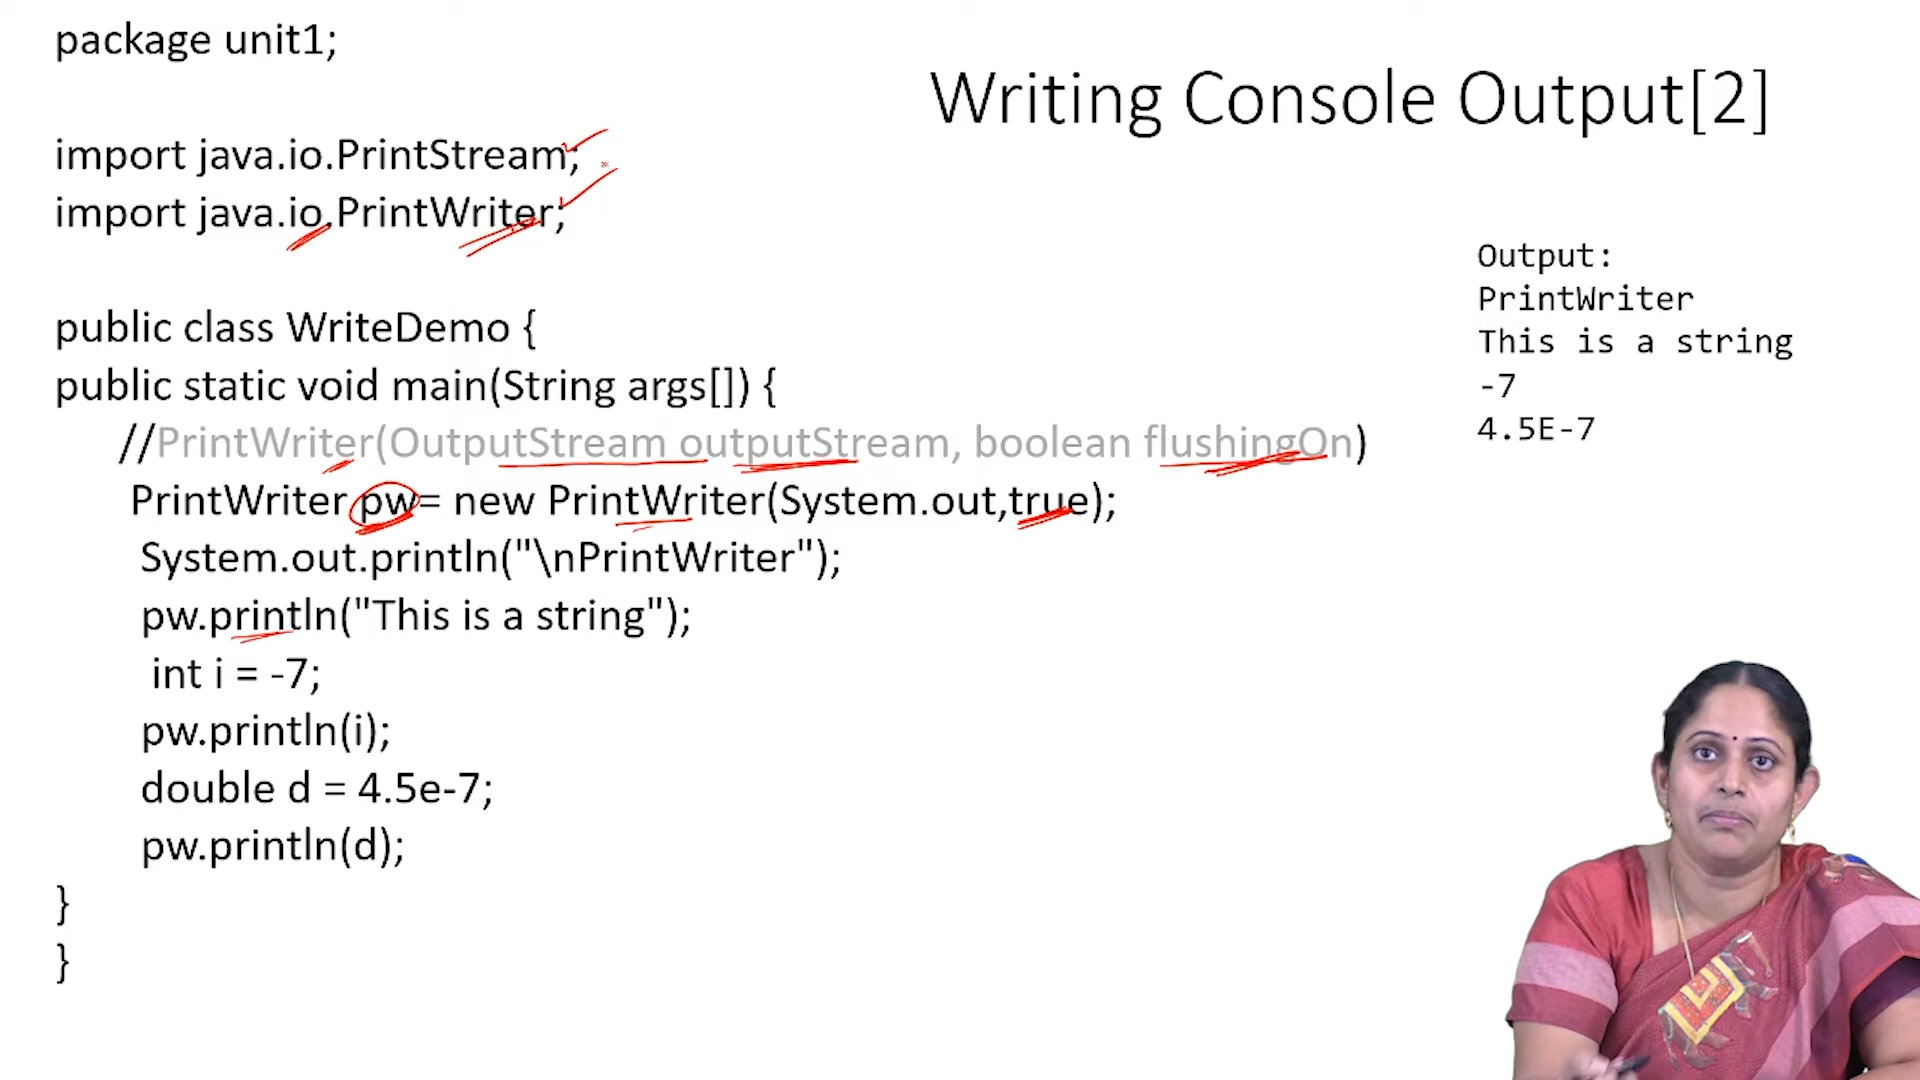 package unit1;
Writing Console Output[2]
import java.io.PrintStream;
import java.io.PrintWriter;
public class WriteDemo {
public static void main(String args[]) {
//PrintWriter(OutputStream outputStream, boolean flushingOn)
PrintWriter pw= new PrintWriter(System.out,true);
System.out.println("\nPrintWriter");
pw.println("This is a string");
int i = -7;
pw.println(i);
double d = 4.5e-7;
pw.println(d);
}
}
Output:
PrintWriter
This is a string
-7
4.5E-7